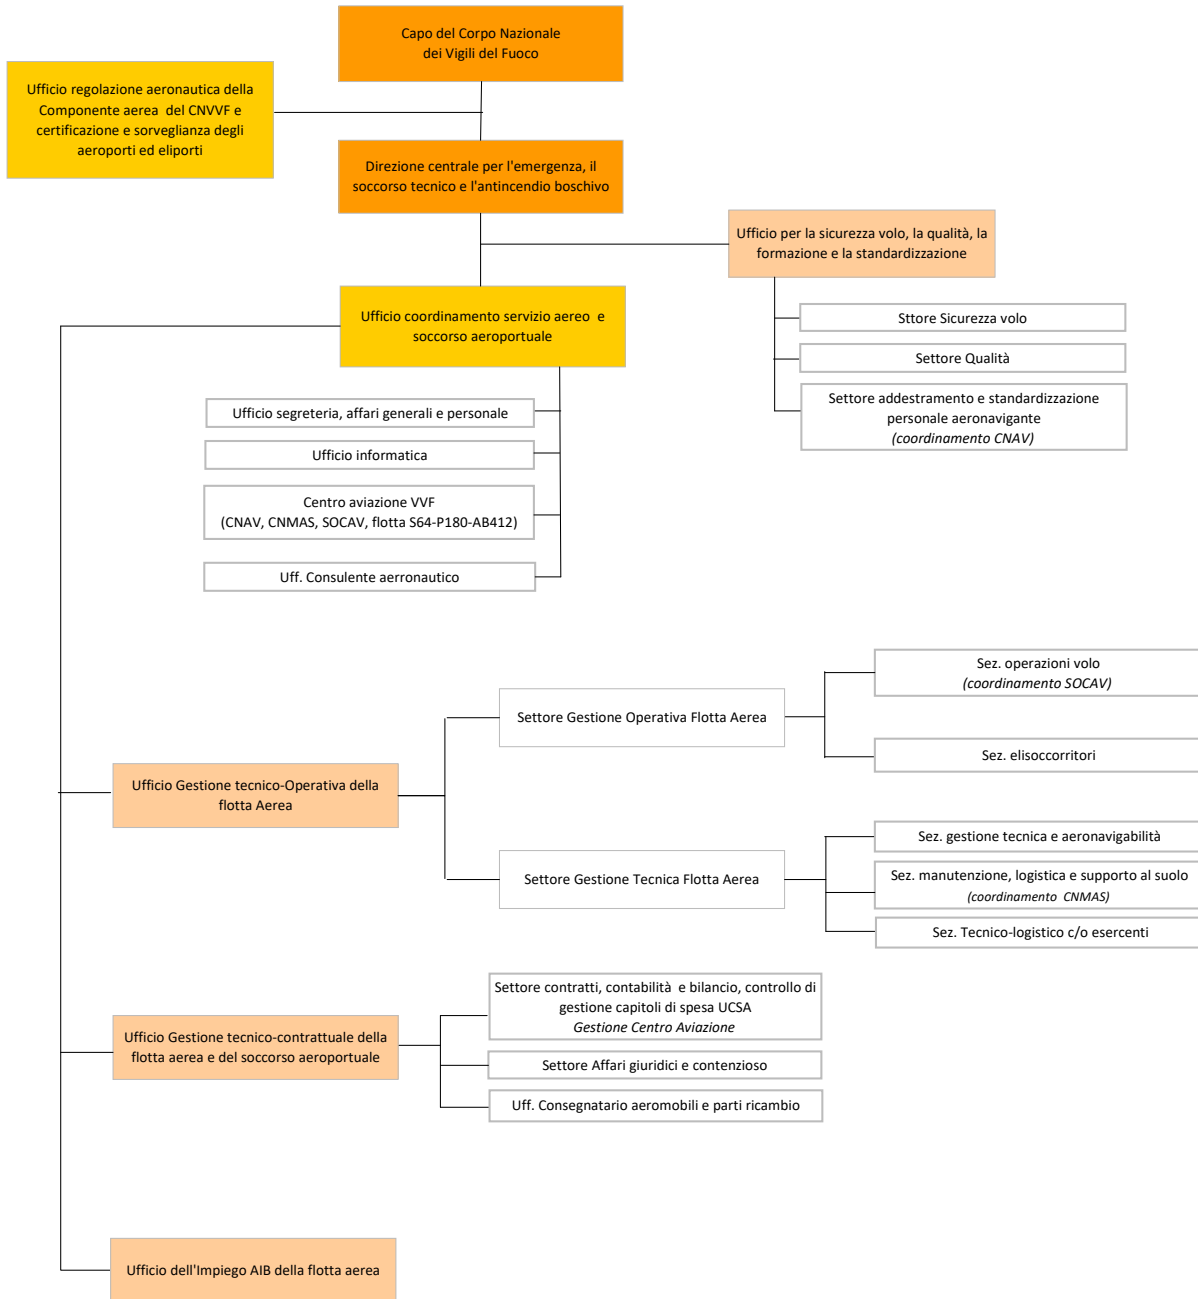 Capo del Corpo Nazionale
dei Vigili del Fuoco
Ufficio regolazione aeronautica della
Componente aerea del CNVVF e
certificazione e sorveglianza degli
aeroporti ed eliporti
Direzione centrale per l'emergenza, il
soccorso tecnico e l'antincendio boschivo
Ufficio per la sicurezza volo, la qualità, la
formazione e la standardizzazione
Ufficio coordinamento servizio aereo e
soccorso aeroportuale
Sttore Sicurezza volo
Settore Qualità
Settore addestramento e standardizzazione
personale aeronavigante
(coordinamento CNAV)
Ufficio segreteria, affari generali e personale
Ufficio informatica
Centro aviazione VVF
(CNAV, CNMAS, SOCAV, flotta S64-P180-AB412)
Uff. Consulente aerronautico
Sez. operazioni volo
(coordinamento SOCAV)
Settore Gestione Operativa Flotta Aerea
Sez. elisoccorritori
Ufficio Gestione tecnico-Operativa della
flotta Aerea
Sez. gestione tecnica e aeronavigabilità
Settore Gestione Tecnica Flotta Aerea
Sez. manutenzione, logistica e supporto al suolo
(coordinamento CNMAS)
Sez. Tecnico-logistico c/o esercenti
Settore contratti, contabilità e bilancio, controllo di
gestione capitoli di spesa UCSA
Gestione Centro Aviazione
Ufficio Gestione tecnico-contrattuale della
flotta aerea e del soccorso aeroportuale
Settore Affari giuridici e contenzioso
Uff. Consegnatario aeromobili e parti ricambio
Ufficio dell'Impiego AIB della flotta aerea